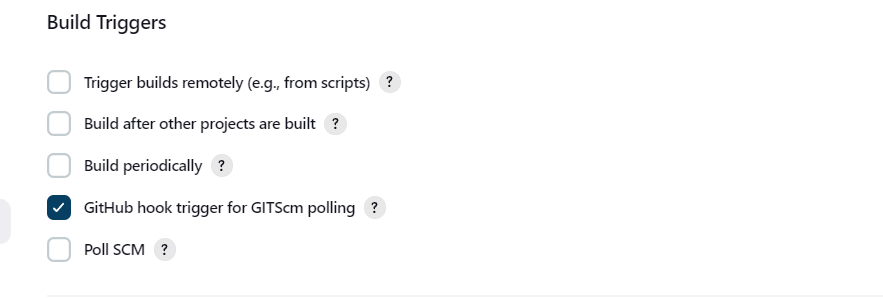 Build Triggers
Trigger builds remotely (e.g., from scripts) ?
Build after other projects are built ?
Build periodically ?
GitHub hook trigger for GITScm polling ?
Poll SCM ?